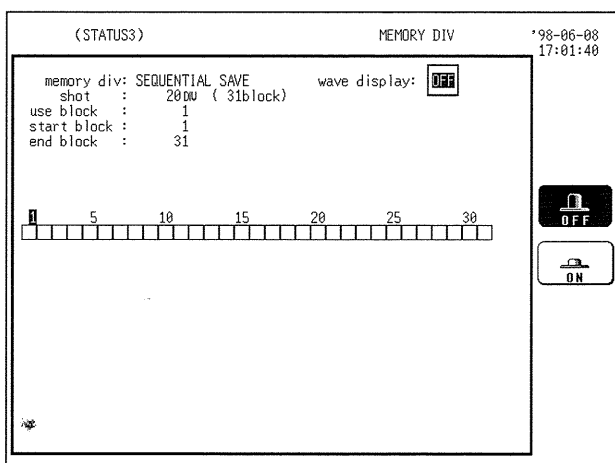 (STATUS3) MEMORY DIV '98-06-08
17:01:40
memory div: SEQUENTIAL SAVE wave display: OFF
shot : 20DIV ( 31block)
use block : 1
start block : 1
end block : 31
1 5 10 15 20 25 30
OFF
ON